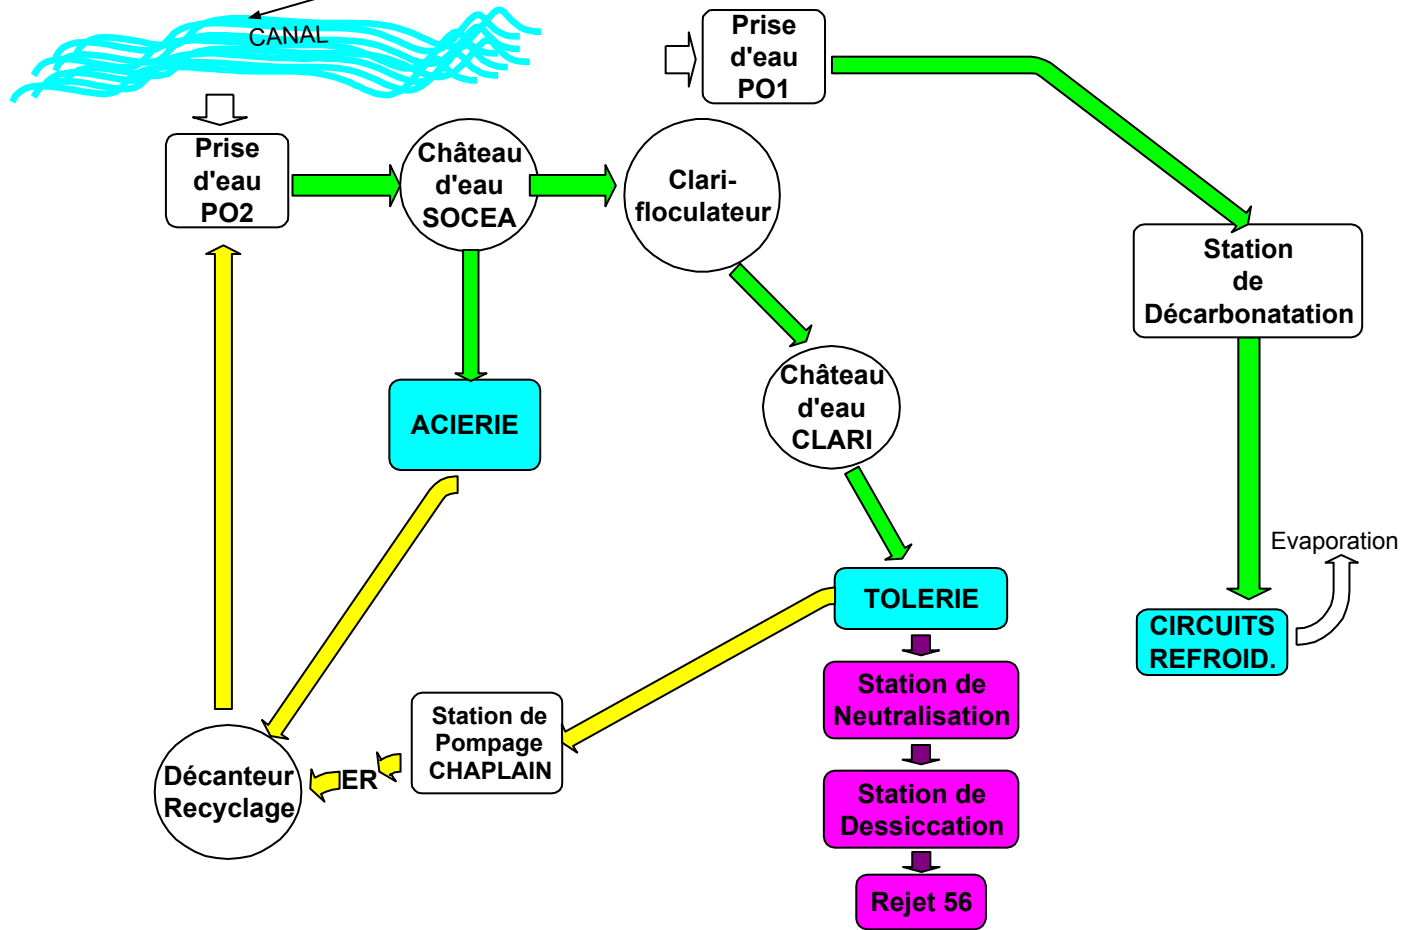 CANAL
Prise
d'eau
PO1
Prise
d'eau
PO2
Château
d'eau
SOCEA
Clari-
floculateur
Station
de
Décarbonatation
Château
d'eau
CLARI
ACIERIE
Evaporation
TOLERIE
CIRCUITS
REFROID.
Station de
Neutralisation
Station de
Pompage
CHAPLAIN
ER
Décanteur
Recyclage
Station de
Dessiccation
Rejet 56